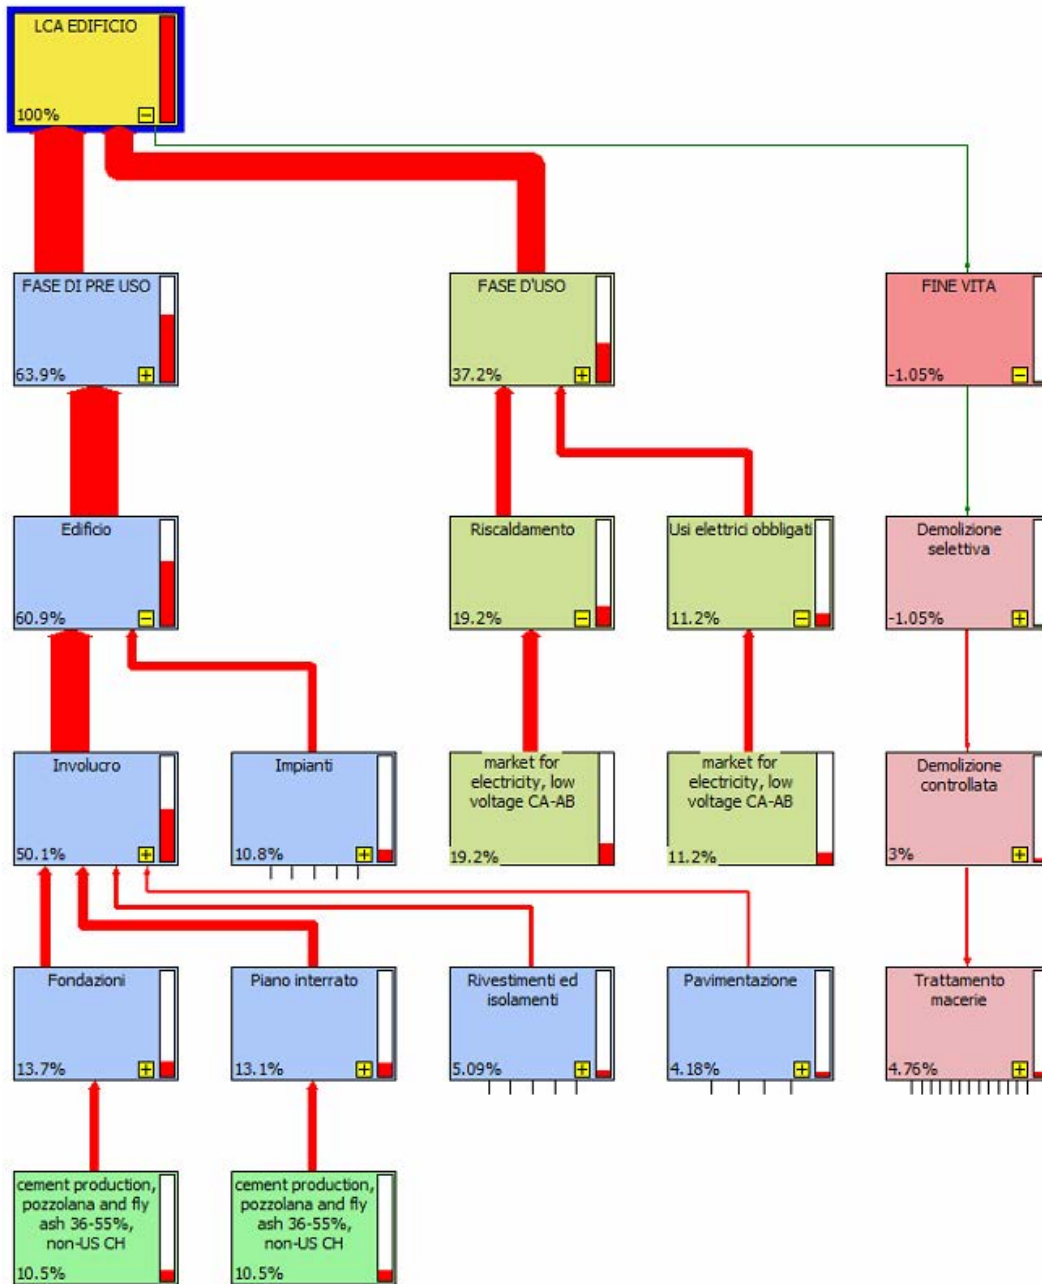 LCA EDIFICIO
100%
FASE DI PRE USO
63.9%
FASE D'USO
37.2%
FINE VITA
-1.05%
Edificio
60.9%
Riscaldamento
19.2%
Usi elettrici obbligati
11.2%
Demolizione
selettiva
-1.05%
Involucro
50.1%
Impianti
10.8%
market for
electricity, low
voltage CA-AB
19.2%
market for
electricity, low
voltage CA-AB
11.2%
Demolizione
controllata
3%
Fondazioni
13.7%
Piano interrato
13.1%
Rivestimenti ed
isolamenti
5.09%
Pavimentazione
4.18%
Trattamento
macerie
4.76%
cement production,
pozzolana and fly
ash 36-55%,
non-US CH
10.5%
cement production,
pozzolana and fly
ash 36-55%,
non-US CH
10.5%